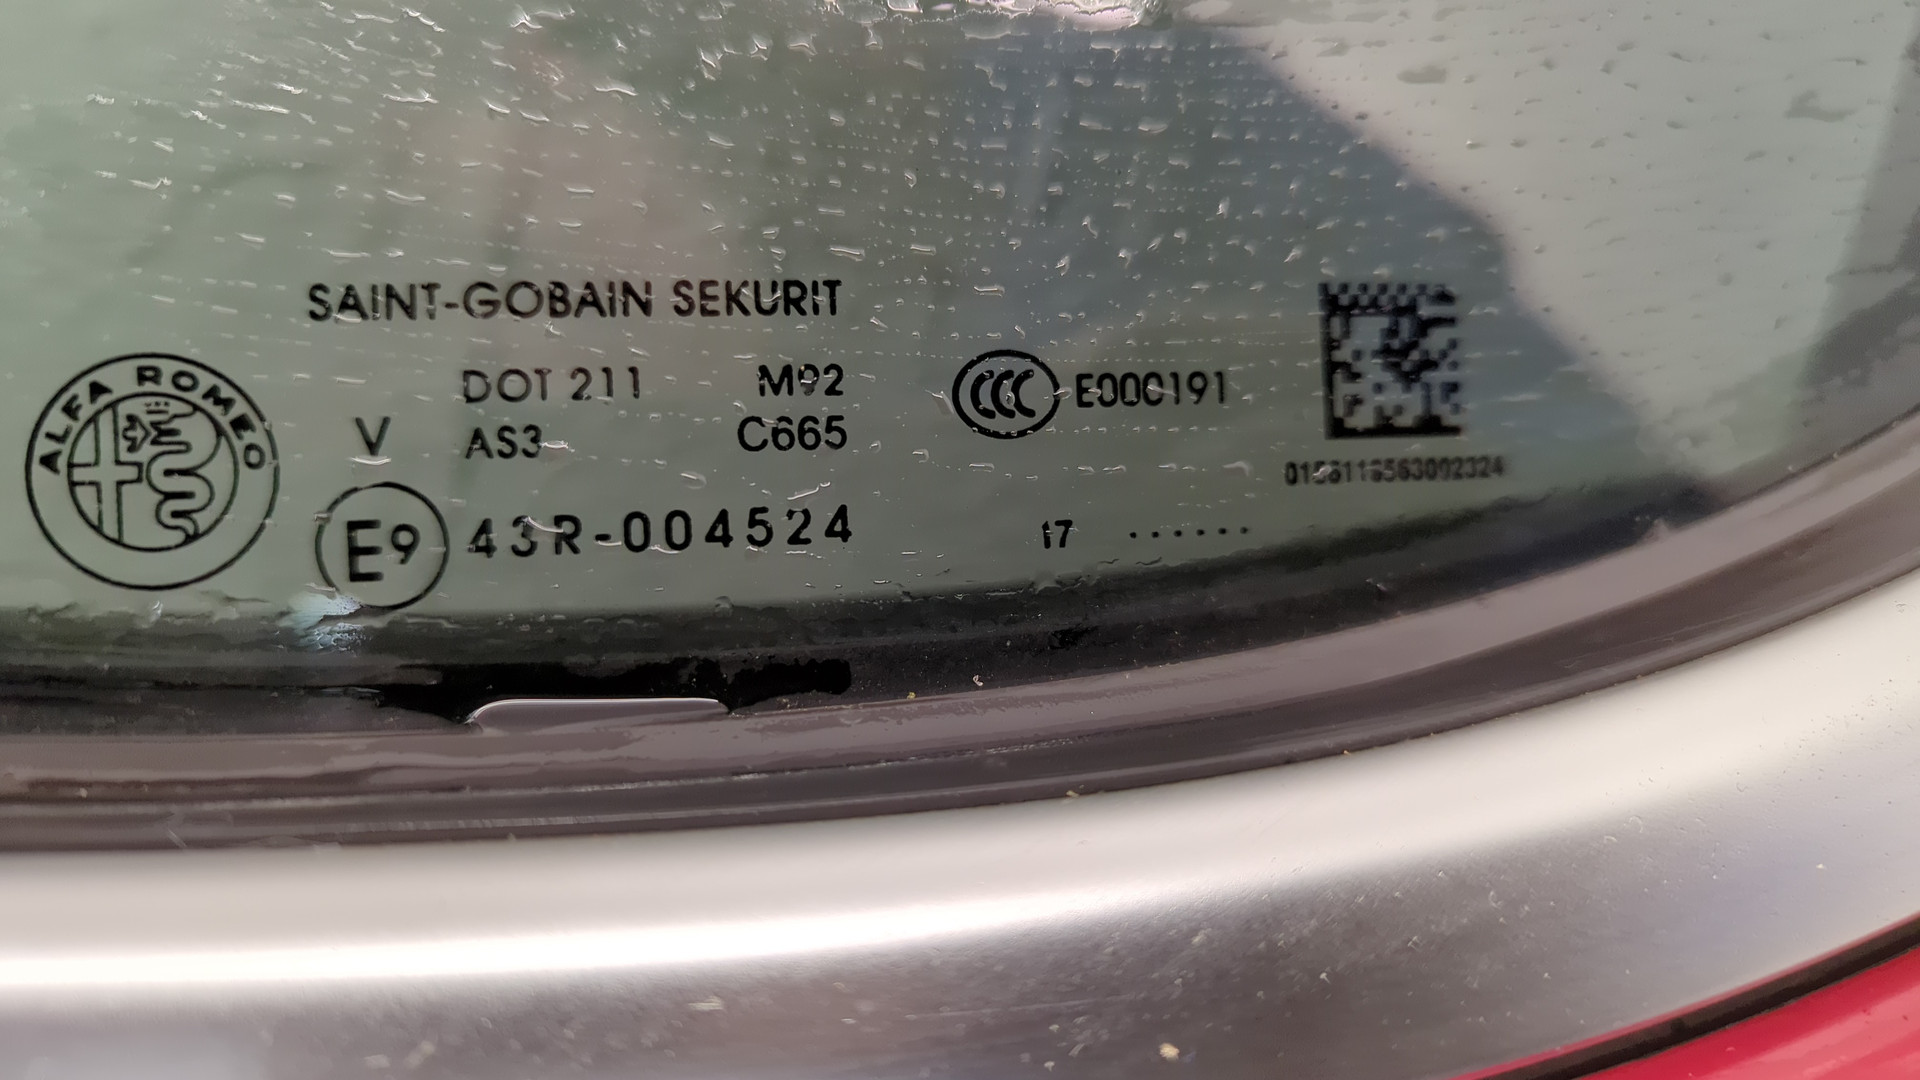 SAINT-GOBAIN SEKURIT
ALFA ROMEO
DOT 211 M92
V AS3 C665
CCC E000191
E9 43R-004524
17 ......